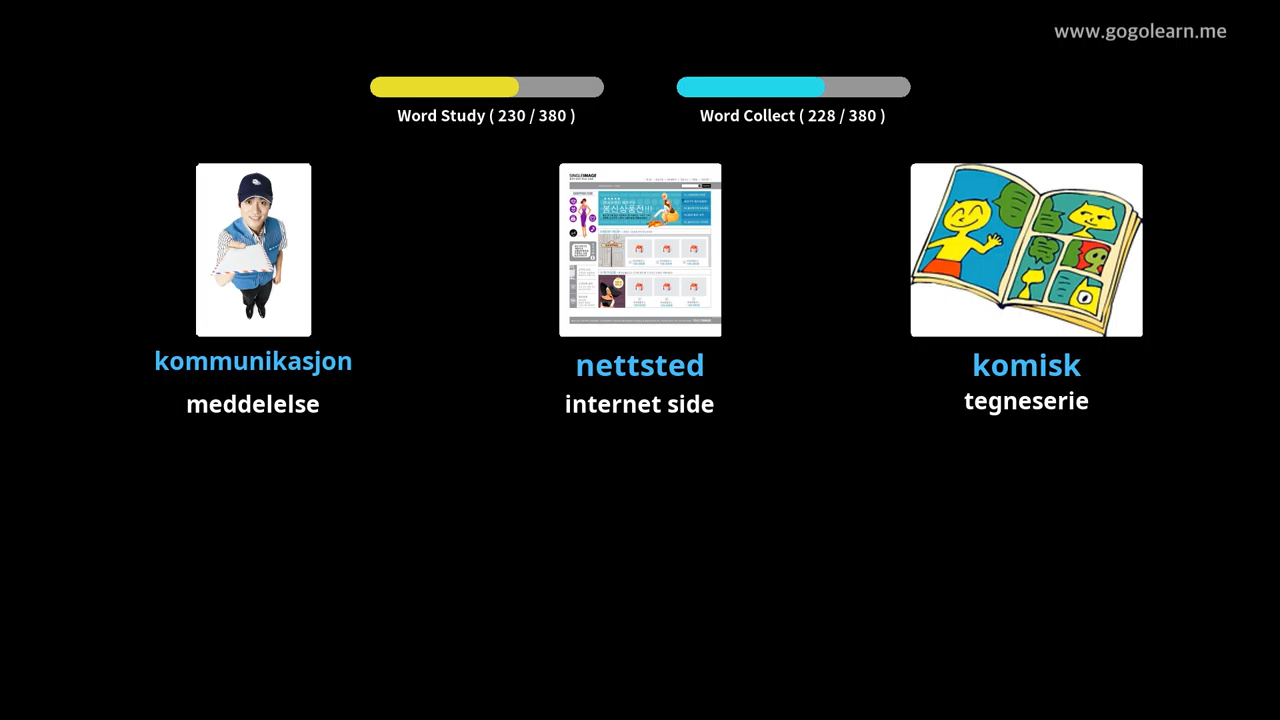 www.gogolearn.me
Word Study ( 230 / 380 )
Word Collect ( 228 / 380 )
kommunikasjon
nettsted
komisk
meddelelse
internet side
tegneserie